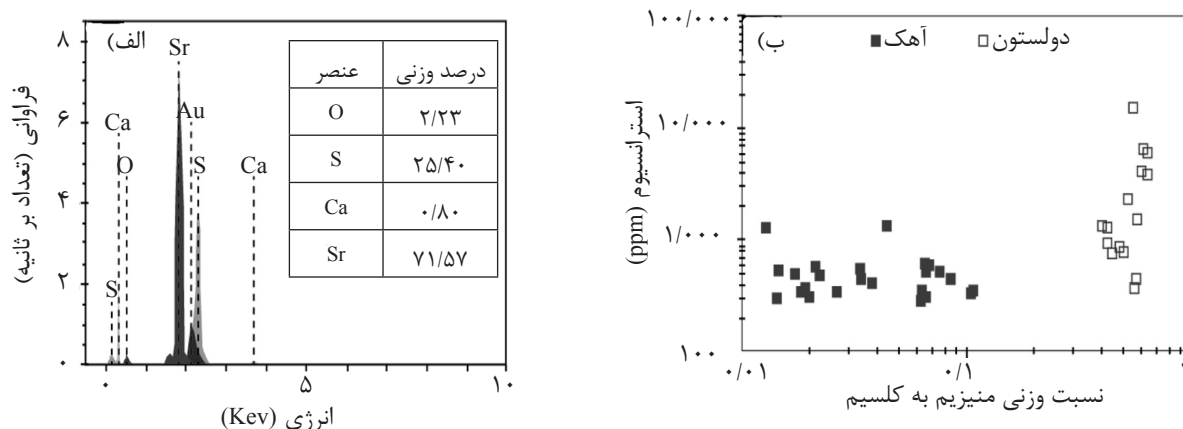 الف)
Sr
Au
Ca
O
S
Ca
S
عنصر درصد وزنی
O ۲/۲۳
S ۲۵/۴۰
Ca ۰/۸۰
Sr ۷۱/۵۷
فراوانی (تعداد بر ثانیه)
۸
۶
۴
۲
۰
۰ ۵ ۱۰
انرژی (Kev)
ب)
آهک دولستون
استرانسیوم (ppm)
۱۰۰/۰۰۰
۱۰/۰۰۰
۱/۰۰۰
۱۰۰
۰/۰۱ ۰/۱
نسبت وزنی منیزیم به کلسیم